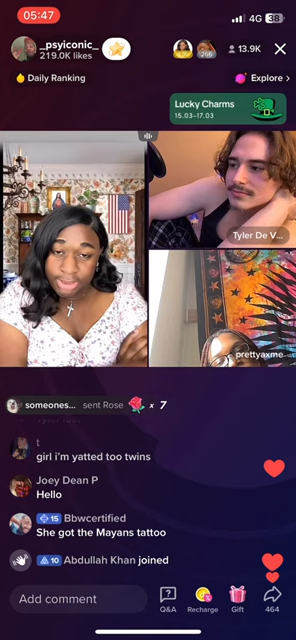 05:47
4G 38
_psyiconic_
219.0K likes
266
13.9K
Daily Ranking
Explore >
Lucky Charms
15.03-17.03
Tyler De V...
prettyaxme
someones... sent Rose x 7
t
girl i'm yatted too twins
Joey Dean P
Hello
15 Bbwcertified
She got the Mayans tattoo
10 Abdullah Khan joined
Add comment
Q&A
Recharge
Gift
464